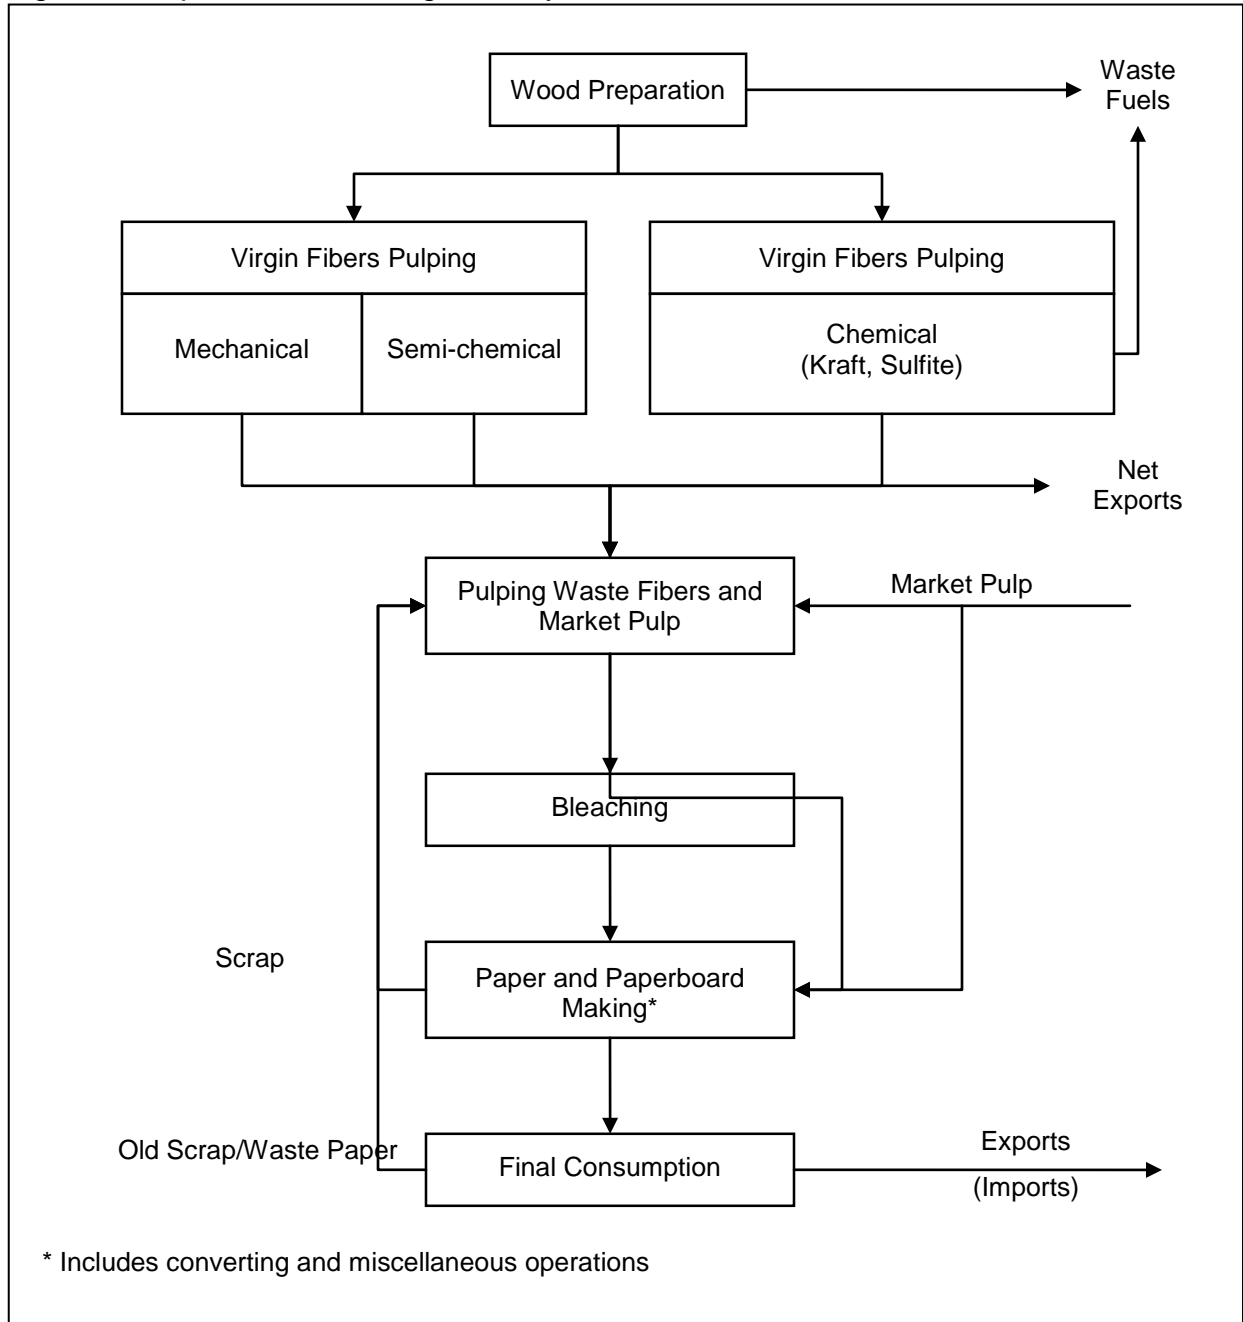 Wood Preparation
Waste
Fuels
Virgin Fibers Pulping
Virgin Fibers Pulping
Mechanical
Semi-chemical
Chemical
(Kraft, Sulfite)
Net
Exports
Pulping Waste Fibers and
Market Pulp
Market Pulp
Bleaching
Scrap
Paper and Paperboard
Making*
Old Scrap/Waste Paper
Final Consumption
Exports
(Imports)
* Includes converting and miscellaneous operations